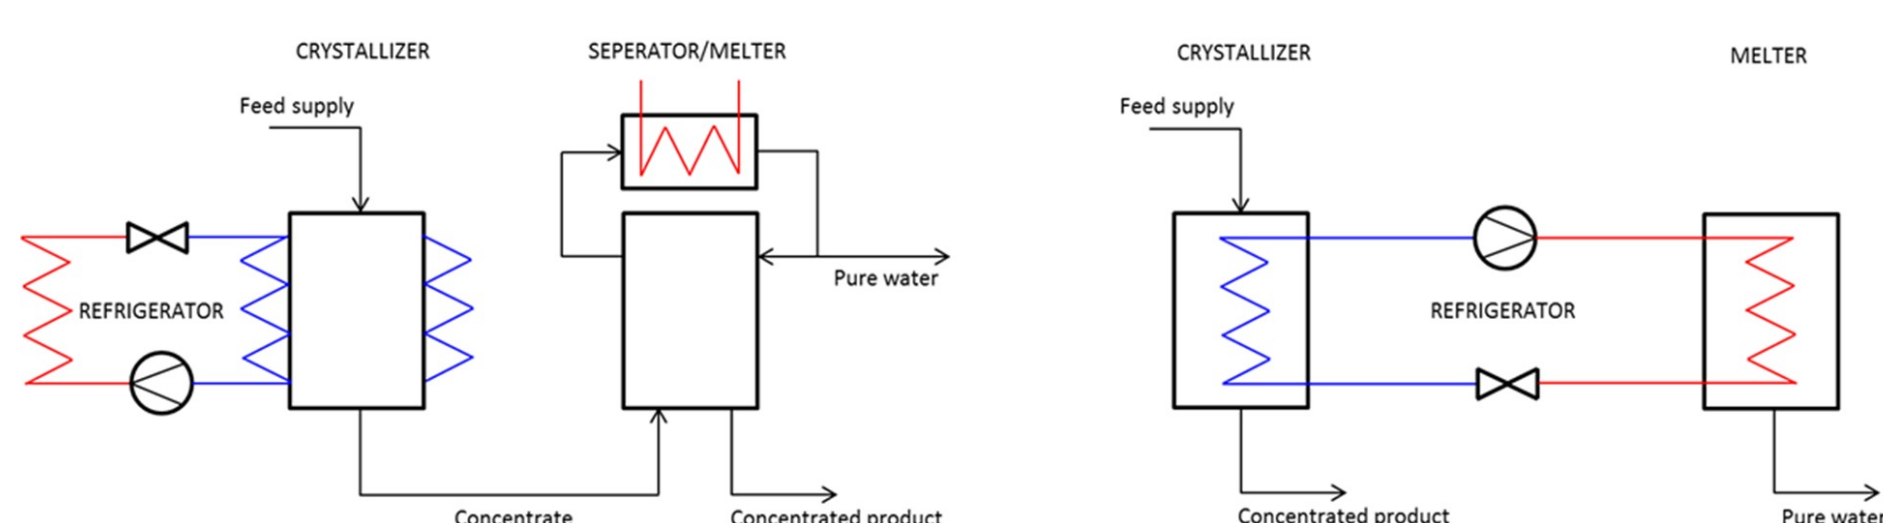 CRYSTALLIZER
SEPERATOR/MELTER
Feed supply
REFRIGERATOR
Pure water
Concentrate
Concentrated product
CRYSTALLIZER
MELTER
Feed supply
REFRIGERATOR
Concentrated product
Pure water